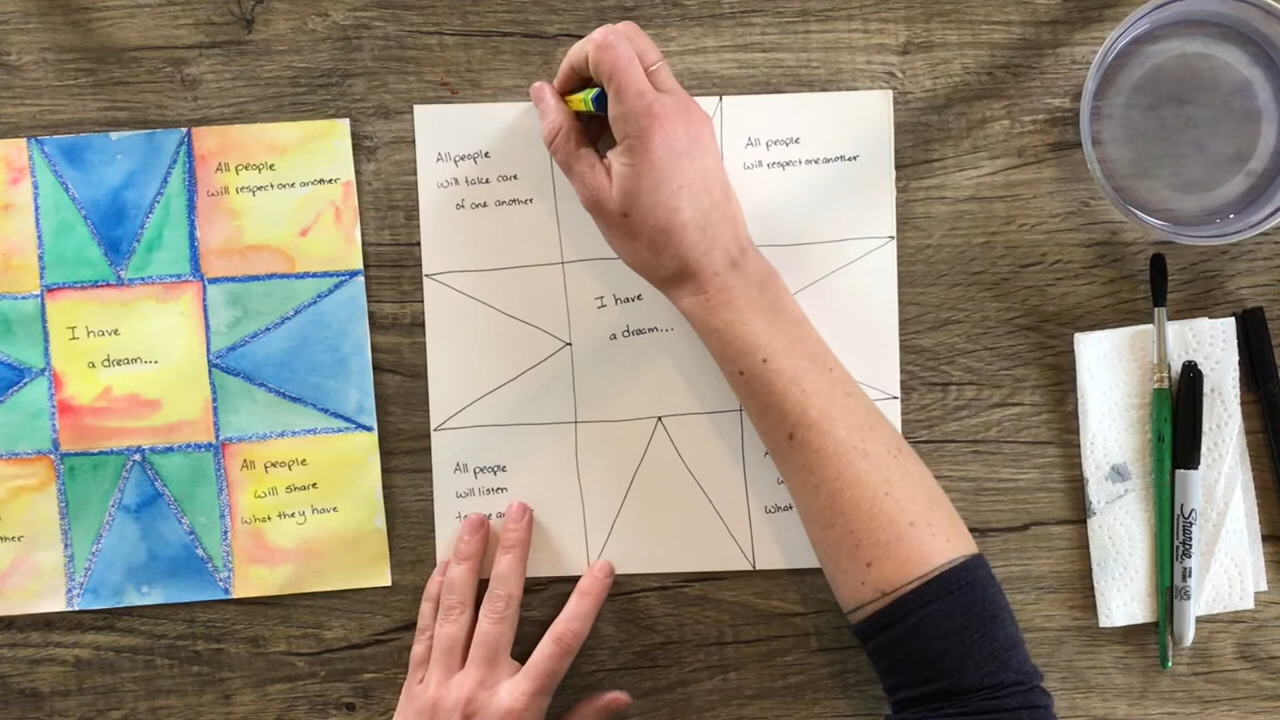 All people
will respect one another
I have
a dream...
All people
will share
what they have
All people
will take care
of one another
All people
will respect one another
I have
a dream...
All people
will listen
what
Sharpie